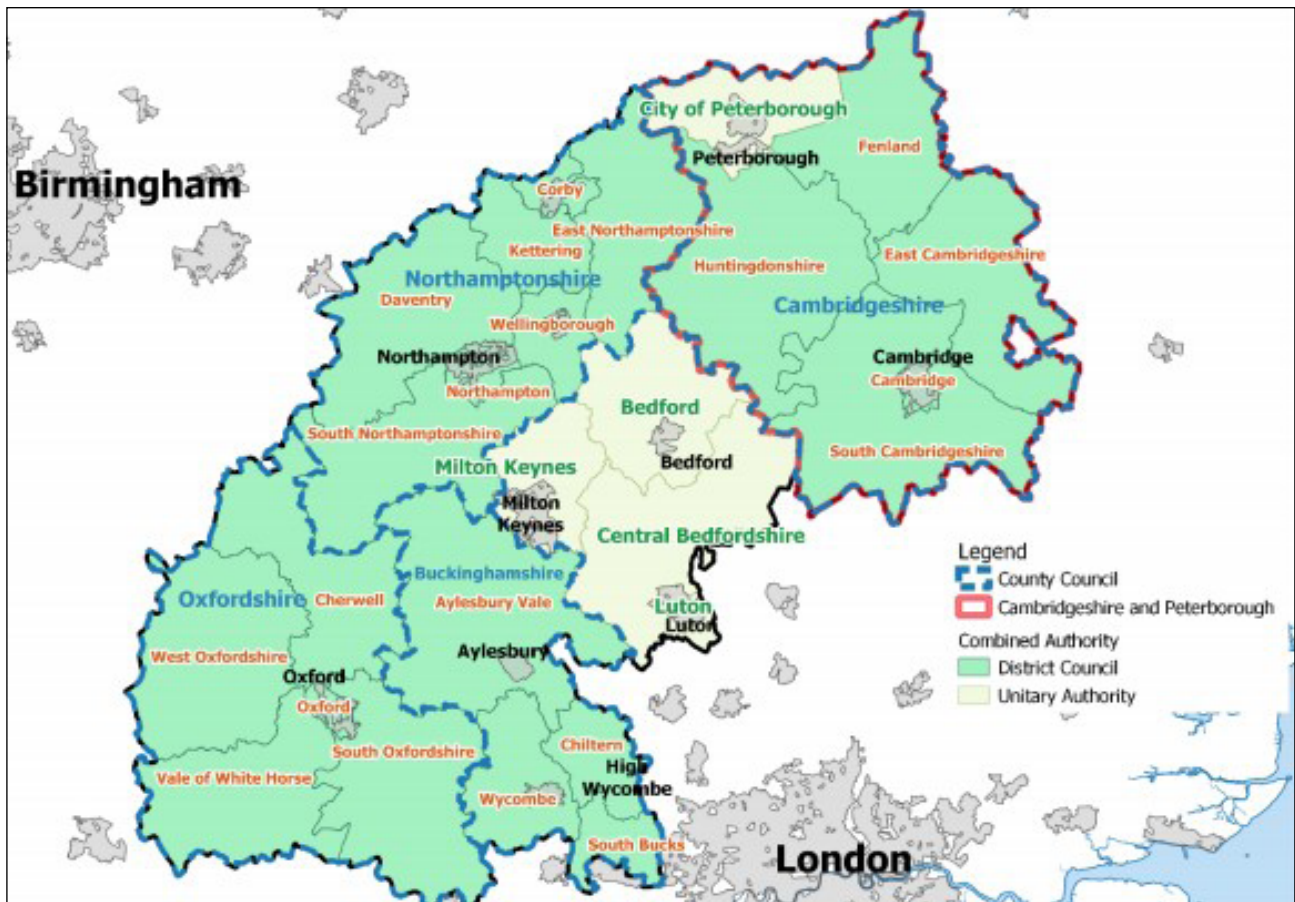 City of Peterborough
Peterborough
Fenland
Birmingham
Corby
East Northamptonshire
Kettering
Northamptonshire
Daventry
Wellingborough
Huntingdonshire
East Cambridgeshire
Cambridgeshire
Northampton
Northampton
Cambridge
Cambridge
Bedford
Bedford
South Northamptonshire
South Cambridgeshire
Milton Keynes
Milton
Keynes
Central Bedfordshire
Buckinghamshire
Aylesbury Vale
Oxfordshire
Cherwell
Luton
Luton
West Oxfordshire
Aylesbury
Oxford
Oxford
South Oxfordshire
Vale of White Horse
Chiltern
High
Wycombe
Wycombe
South Bucks
London
Legend
County Council
Cambridgeshire and Peterborough
Combined Authority
District Council
Unitary Authority